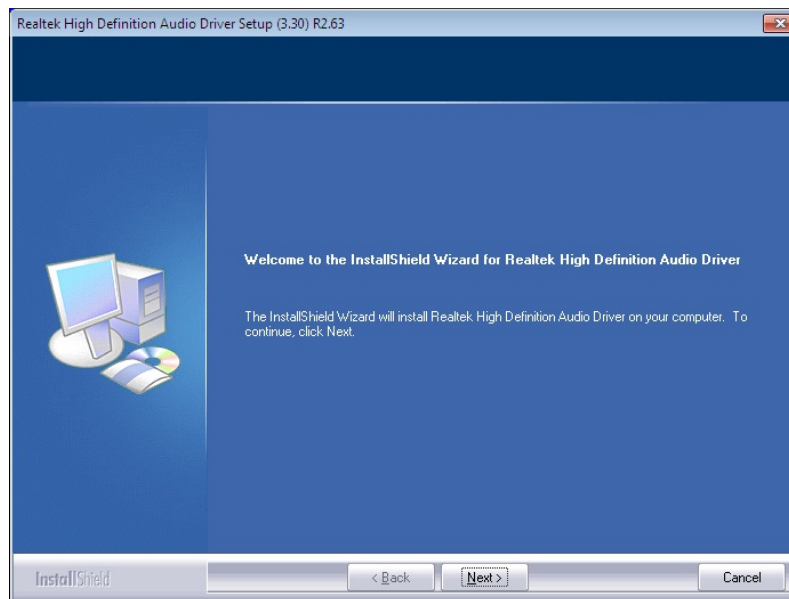 Realtek High Definition Audio Driver Setup (3.30) R2.63
Welcome to the InstallShield Wizard for Realtek High Definition Audio Driver
The InstallShield Wizard will install Realtek High Definition Audio Driver on your computer. To
continue, click Next.
InstallShield
< Back
Next >
Cancel